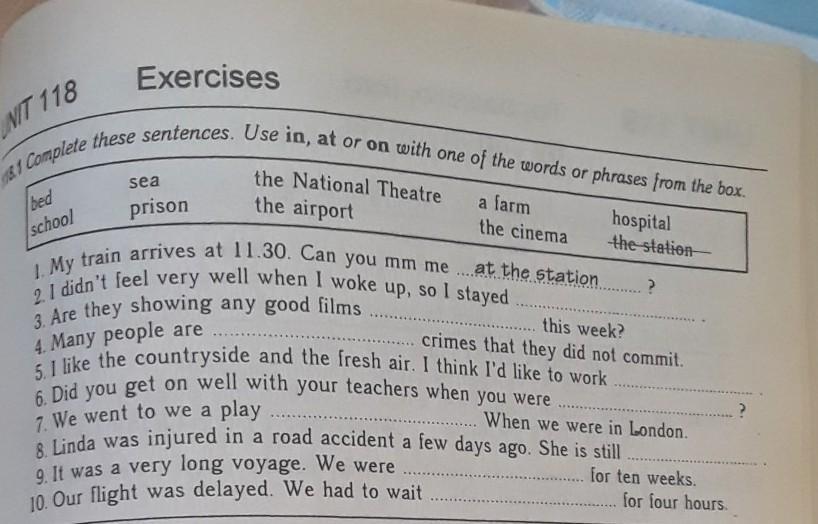 UNIT 118 Exercises
118.1 Complete these sentences. Use in, at or on with one of the words or phrases from the box.
bed sea the National Theatre a farm hospital
school prison the airport the cinema the station
1. My train arrives at 11.30. Can you mm me ....at the station......... ?
2. I didn't feel very well when I woke up, so I stayed .................................... .
3. Are they showing any good films .................................... this week?
4. Many people are .................................... crimes that they did not commit.
5. I like the countryside and the fresh air. I think I'd like to work .............................. .
6. Did you get on well with your teachers when you were .................................... ?
7. We went to we a play .................................... When we were in London.
8. Linda was injured in a road accident a few days ago. She is still .............................. .
9. It was a very long voyage. We were .................................... for ten weeks.
10. Our flight was delayed. We had to wait .................................... for four hours.